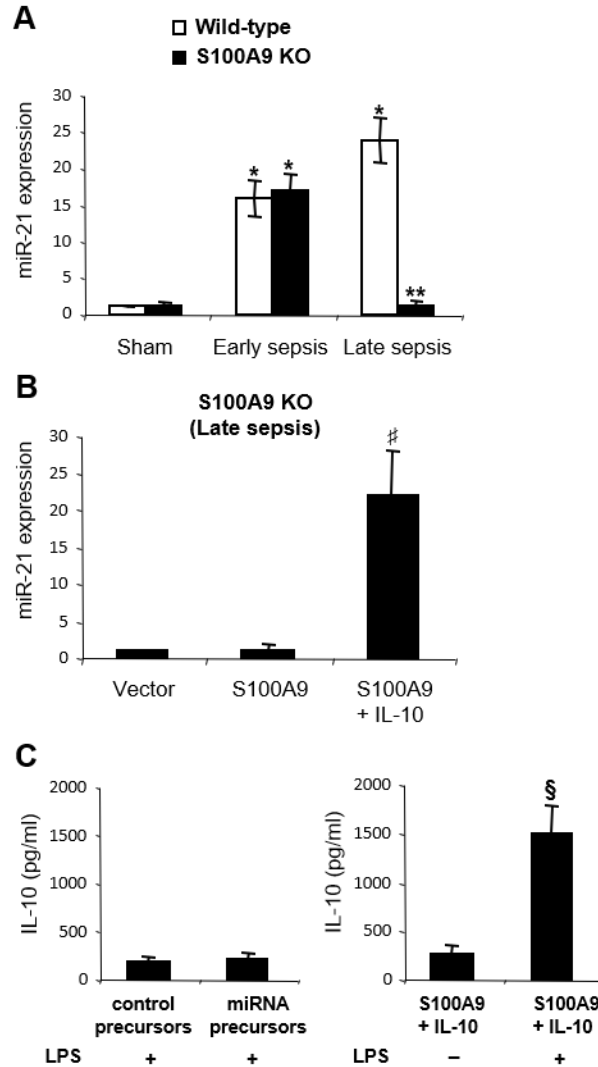 A
Wild-type
S100A9 KO
miR-21 expression
30
25
20
15
10
5
0
*
*
*
**
Sham
Early sepsis
Late sepsis
B
S100A9 KO
(Late sepsis)
miR-21 expression
30
25
20
15
10
5
0
♯
Vector
S100A9
S100A9
+ IL-10
C
IL-10 (pg/ml)
2000
1500
1000
500
0
control
precursors
miRNA
precursors
LPS
+
+
IL-10 (pg/ml)
2000
1500
1000
500
0
§
S100A9
+ IL-10
S100A9
+ IL-10
LPS
–
+